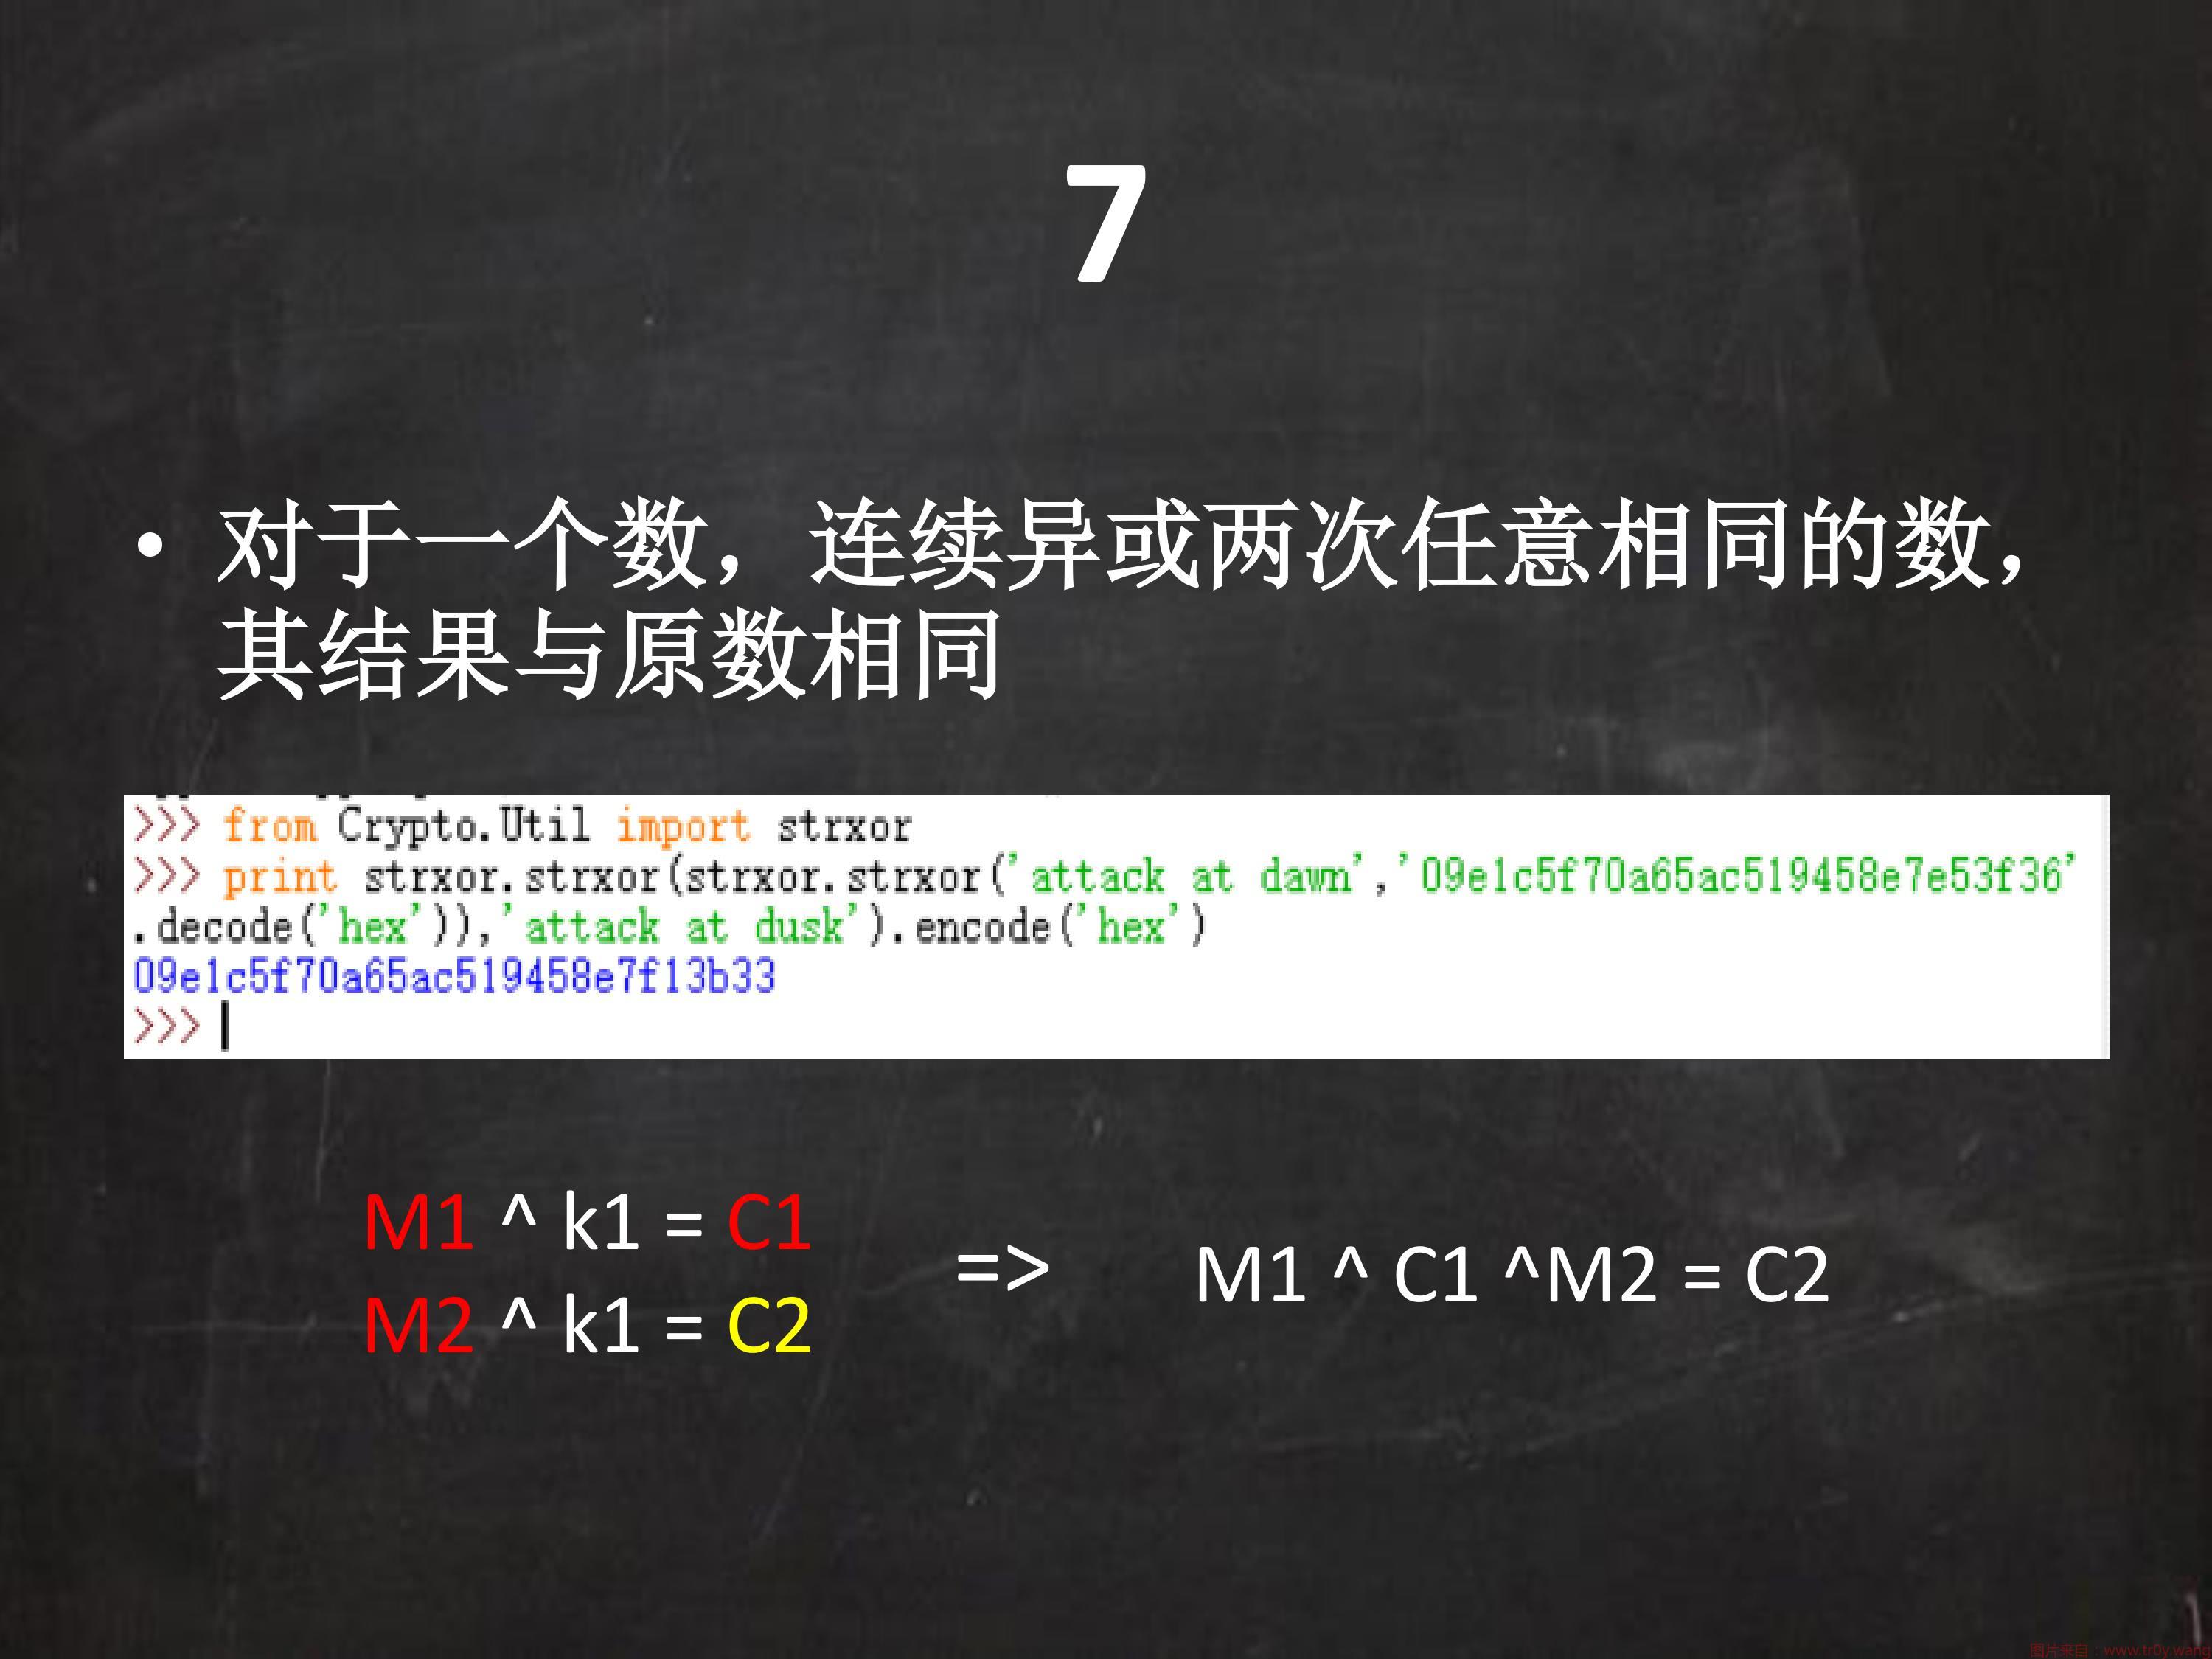 7
• 对于一个数，连续异或两次任意相同的数，
其结果与原数相同
>>> from Crypto.Util import strxor
>>> print strxor.strxor(strxor.strxor('attack at dawn','09e1c5f70a65ac519458e7e53f36'
.decode('hex')),'attack at dusk').encode('hex')
09e1c5f70a65ac519458e7f13b33
>>>
M1 ^ k1 = C1
M2 ^ k1 = C2
=>
M1 ^ C1 ^M2 = C2
图片来自：www.tr0y.wang